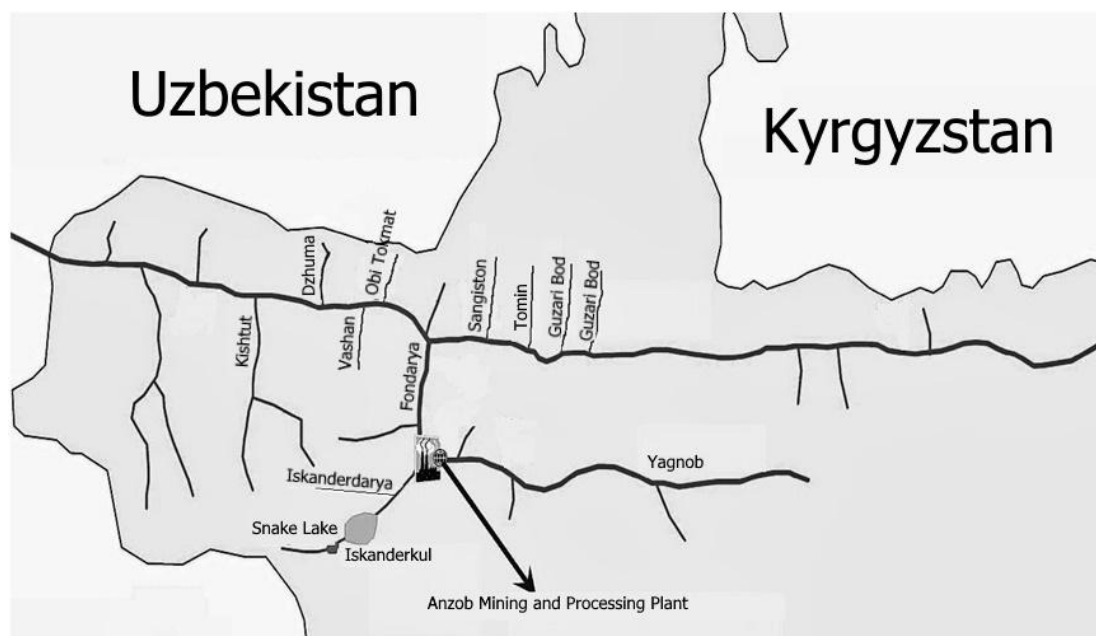 Uzbekistan
Kyrgyzstan
Dzhuma
Obi Tokmat
Sangiston
Tomin
Guzari Bod
Guzari Bod
Kishtut
Vashan
Fondarya
Yagnob
Iskanderdarya
Snake Lake
Iskanderkul
Anzob Mining and Processing Plant